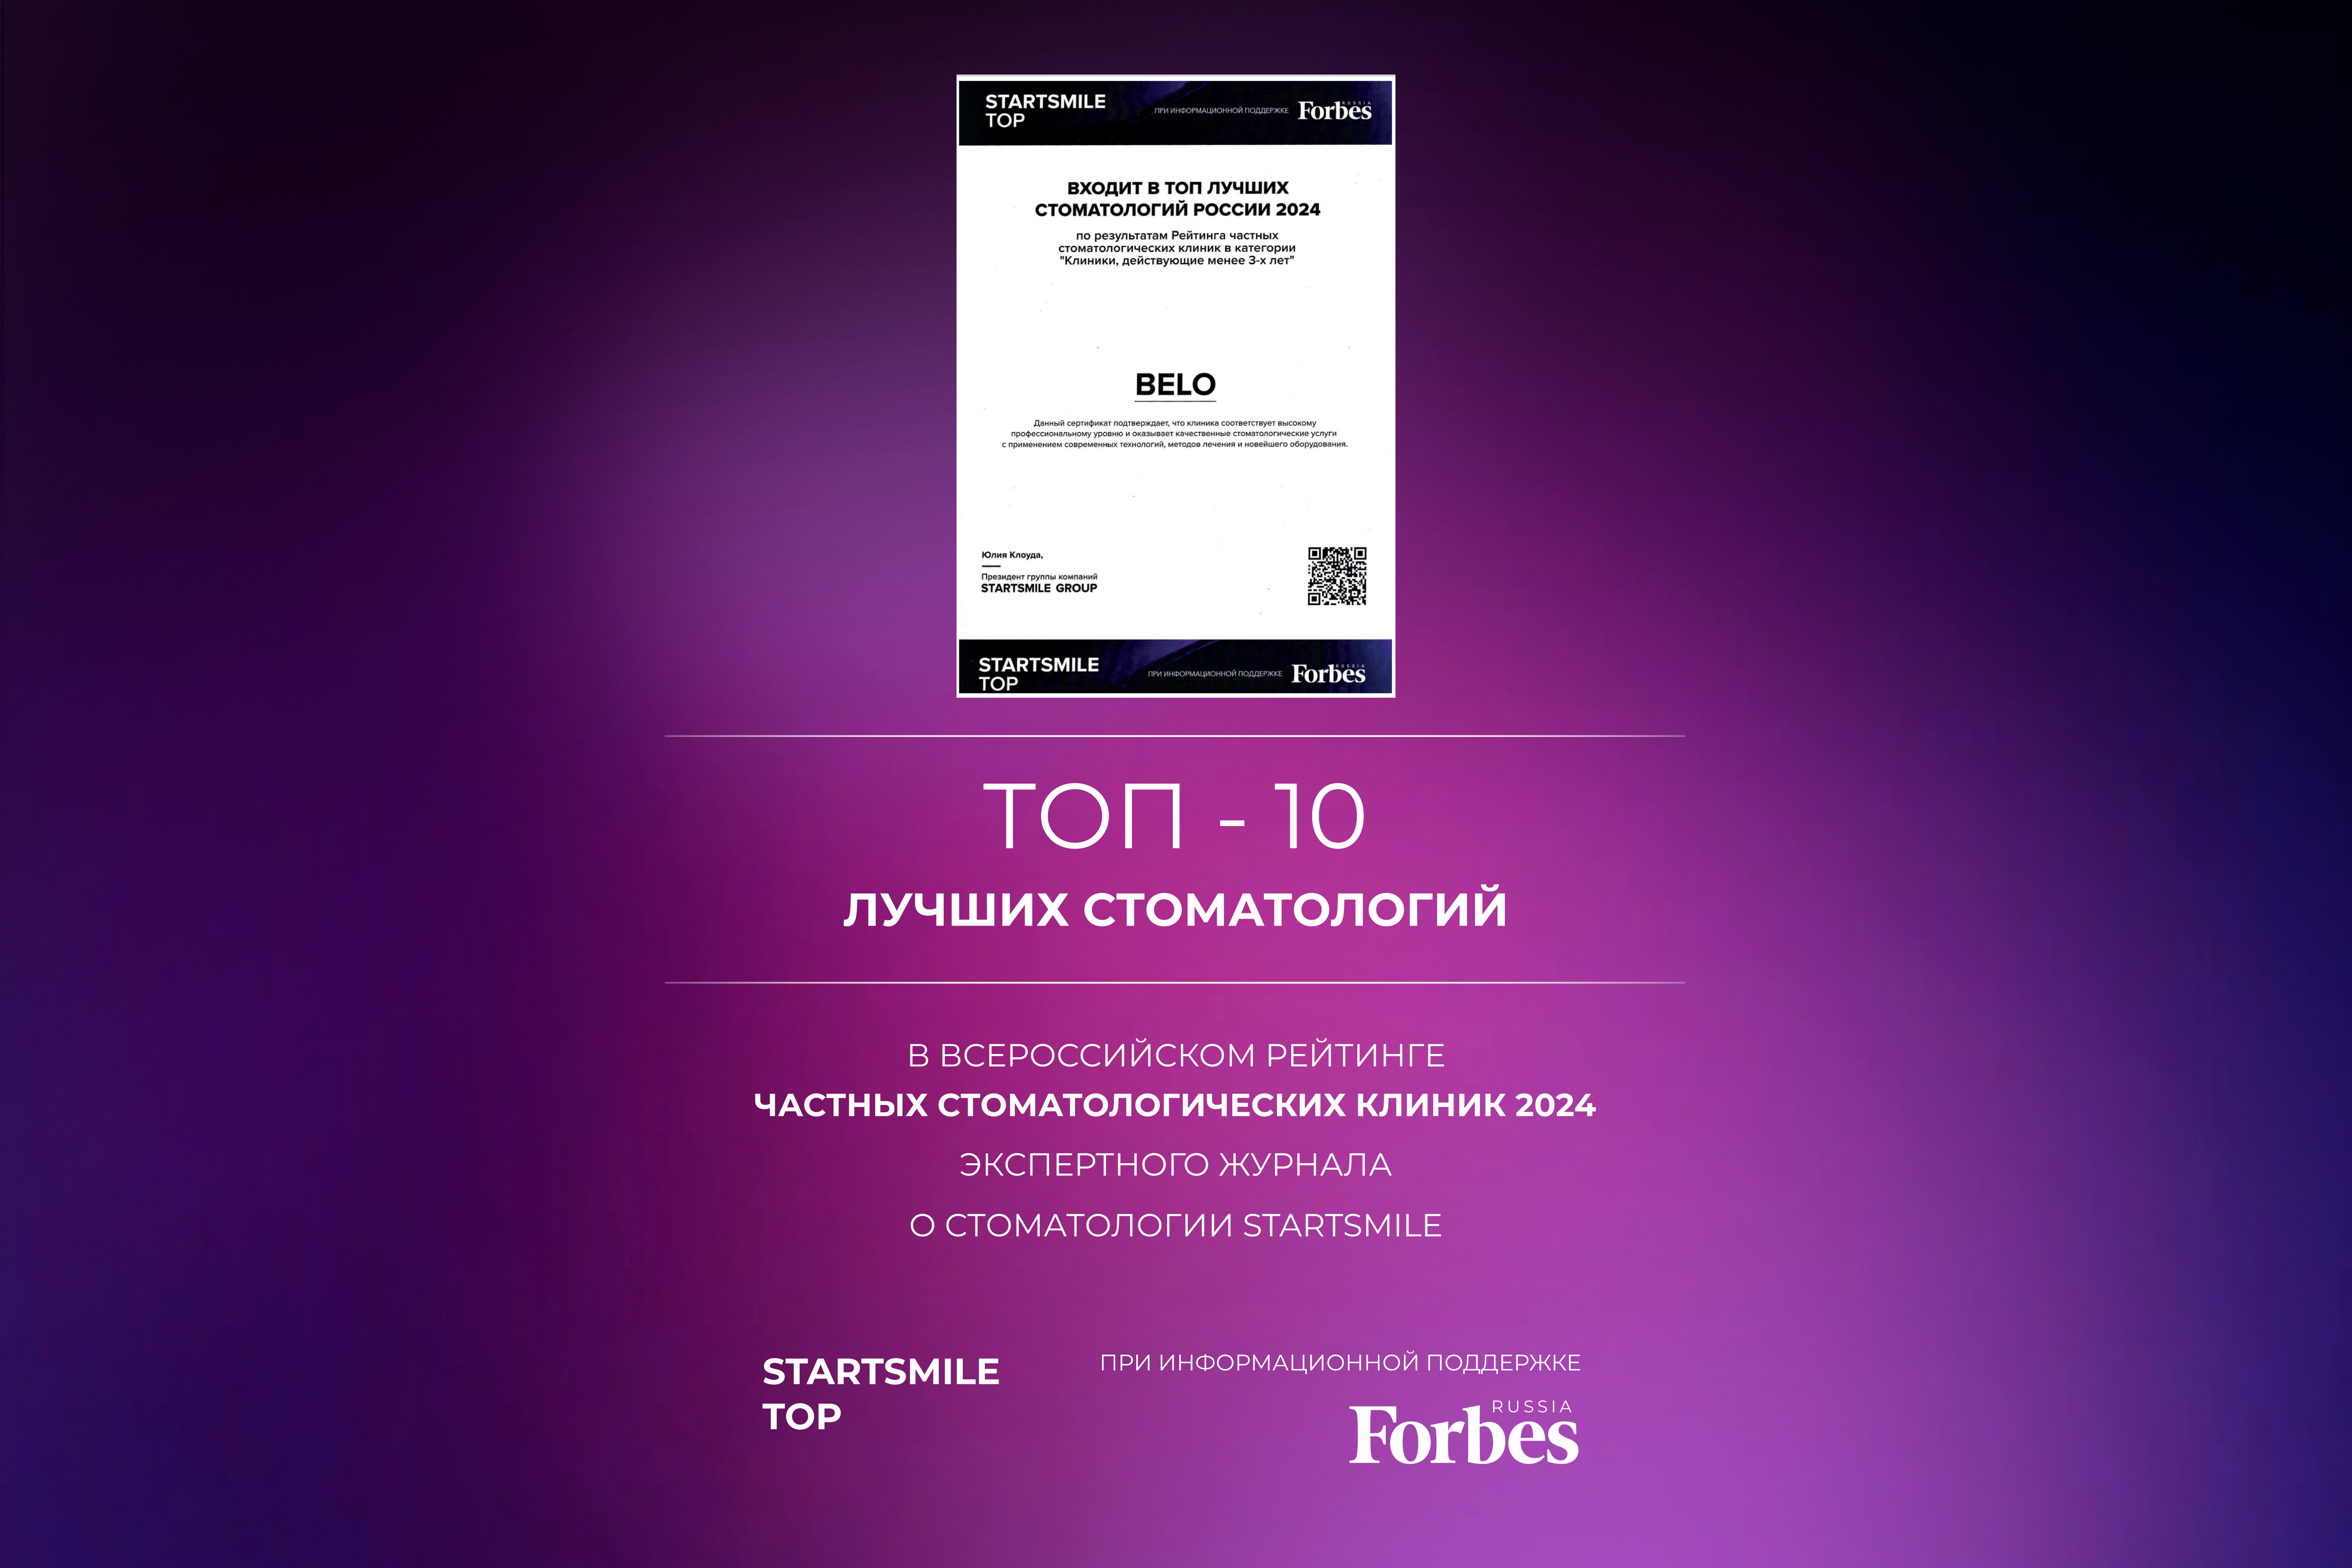 STARTSMILE
TOP
ПРИ ИНФОРМАЦИОННОЙ ПОДДЕРЖКЕ
Forbes
RUSSIA
ВХОДИТ В ТОП ЛУЧШИХ
СТОМАТОЛОГИЙ РОССИИ 2024
по результатам Рейтинга частных
стоматологических клиник в категории
"Клиники, действующие менее 3-х лет"
BELO
Данный сертификат подтверждает, что клиника соответствует высокому
профессиональному уровню и оказывает качественные стоматологические услуги
с применением современных технологий, методов лечения и новейшего оборудования.
Юлия Клоуда,
Президент группы компаний
STARTSMILE GROUP
STARTSMILE
TOP
ПРИ ИНФОРМАЦИОННОЙ ПОДДЕРЖКЕ
Forbes
RUSSIA
ТОП - 10
ЛУЧШИХ СТОМАТОЛОГИЙ
В ВСЕРОССИЙСКОМ РЕЙТИНГЕ
ЧАСТНЫХ СТОМАТОЛОГИЧЕСКИХ КЛИНИК 2024
ЭКСПЕРТНОГО ЖУРНАЛА
О СТОМАТОЛОГИИ STARTSMILE
STARTSMILE
TOP
ПРИ ИНФОРМАЦИОННОЙ ПОДДЕРЖКЕ
RUSSIA
Forbes